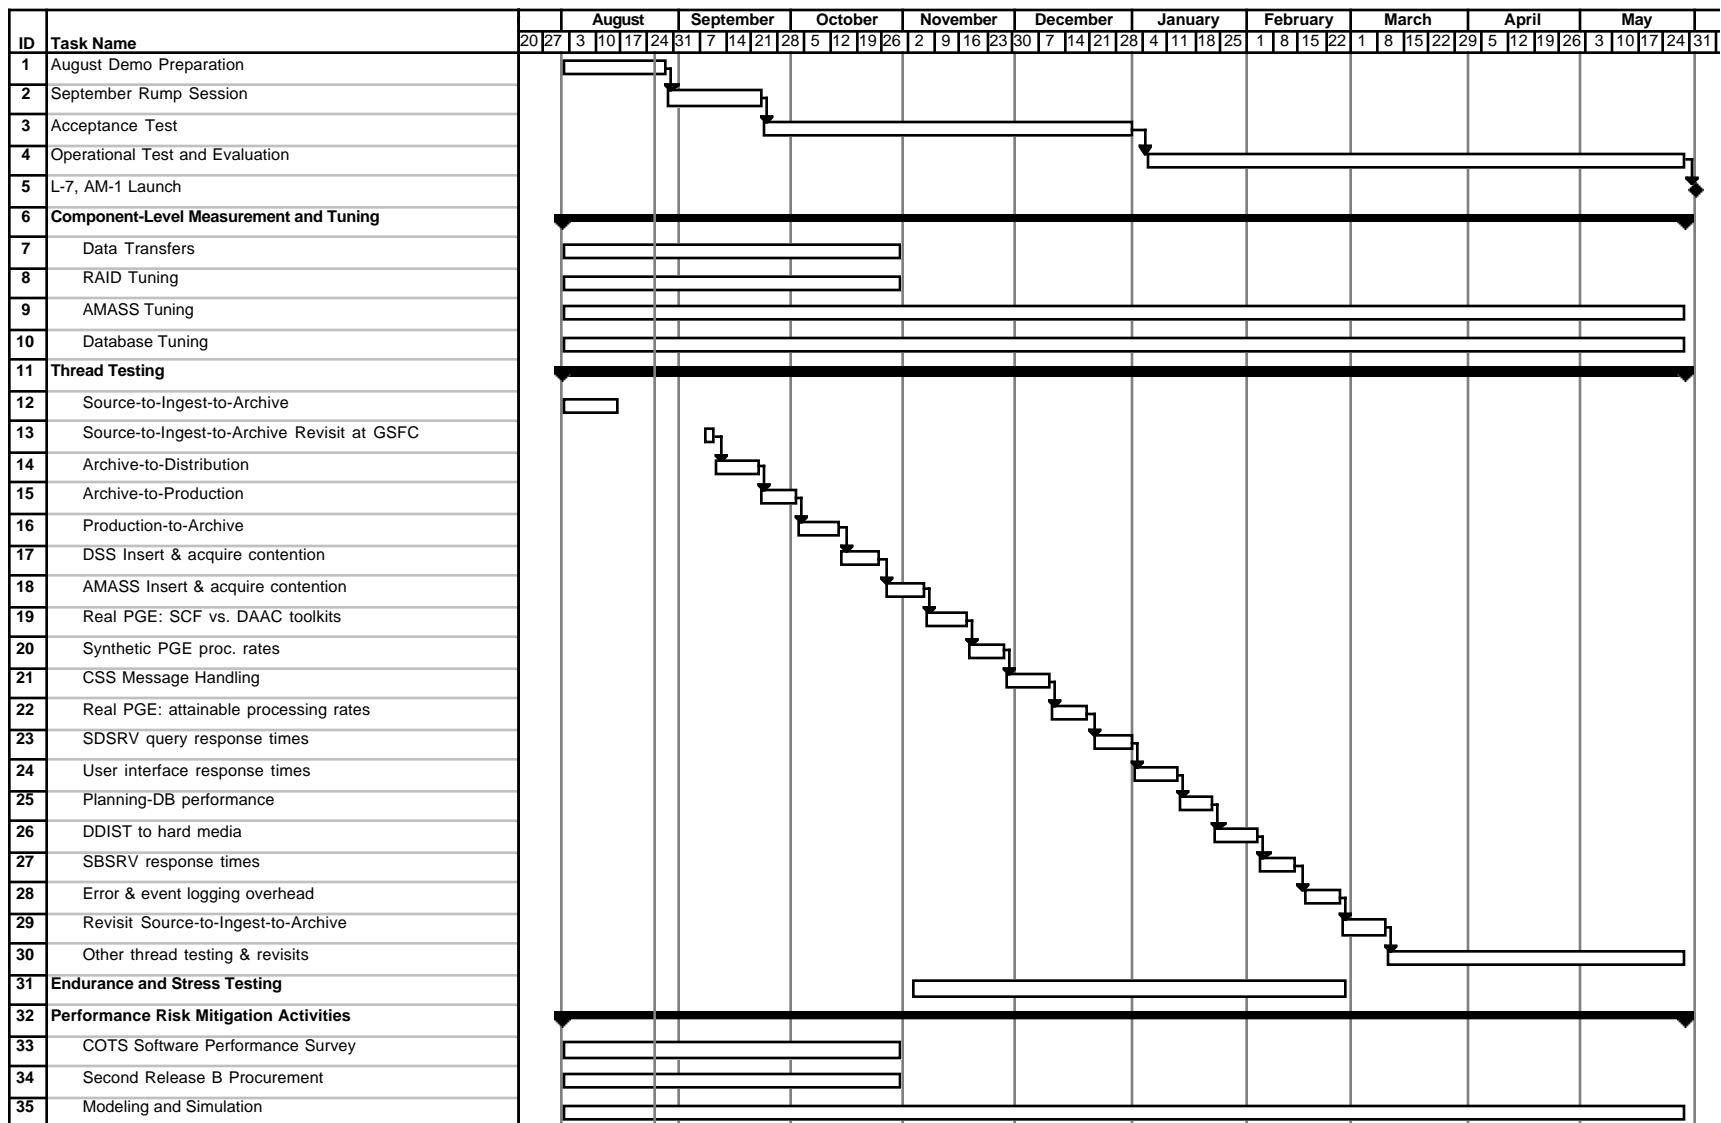 August September October November December January February March April May
ID Task Name 20 27 3 10 17 24 31 7 14 21 28 5 12 19 26 2 9 16 23 30 7 14 21 28 4 11 18 25 1 8 15 22 1 8 15 22 29 5 12 19 26 3 10 17 24 31
1 August Demo Preparation
2 September Rump Session
3 Acceptance Test
4 Operational Test and Evaluation
5 L-7, AM-1 Launch
6 Component-Level Measurement and Tuning
7 Data Transfers
8 RAID Tuning
9 AMASS Tuning
10 Database Tuning
11 Thread Testing
12 Source-to-Ingest-to-Archive
13 Source-to-Ingest-to-Archive Revisit at GSFC
14 Archive-to-Distribution
15 Archive-to-Production
16 Production-to-Archive
17 DSS Insert & acquire contention
18 AMASS Insert & acquire contention
19 Real PGE: SCF vs. DAAC toolkits
20 Synthetic PGE proc. rates
21 CSS Message Handling
22 Real PGE: attainable processing rates
23 SDSRV query response times
24 User interface response times
25 Planning-DB performance
26 DDIST to hard media
27 SBSRV response times
28 Error & event logging overhead
29 Revisit Source-to-Ingest-to-Archive
30 Other thread testing & revisits
31 Endurance and Stress Testing
32 Performance Risk Mitigation Activities
33 COTS Software Performance Survey
34 Second Release B Procurement
35 Modeling and Simulation